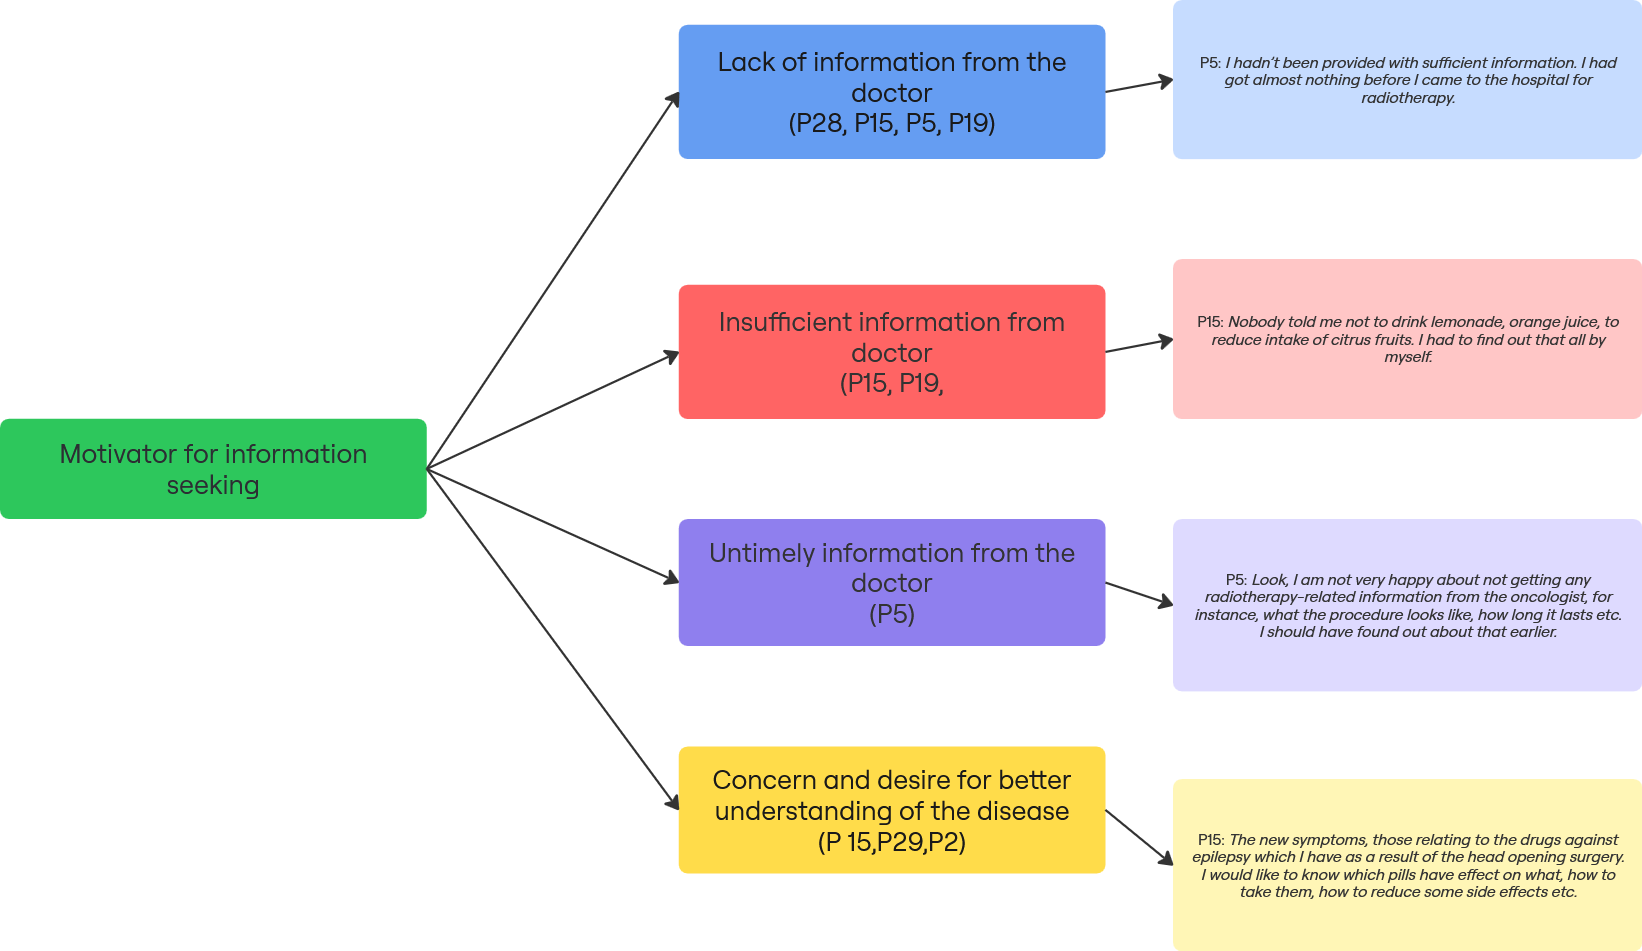 Lack of information from the
doctor
(P28, P15, P5, P19)
P5: I hadn't been provided with sufficient information. I had
got almost nothing before I came to the hospital for
radiotherapy.
Insufficient information from
doctor
(P15, P19,
P15: Nobody told me not to drink lemonade, orange juice, to
reduce intake of citrus fruits. I had to find out that all by
myself.
Motivator for information
seeking
Untimely information from the
doctor
(P5)
P5: Look, I am not very happy about not getting any
radiotherapy-related information from the oncologist, for
instance, what the procedure looks like, how long it lasts etc.
I should have found out about that earlier.
Concern and desire for better
understanding of the disease
(P 15,P29,P2)
P15: The new symptoms, those relating to the drugs against
epilepsy which I have as a result of the head opening surgery.
I would like to know which pills have effect on what, how to
take them, how to reduce some side effects etc.